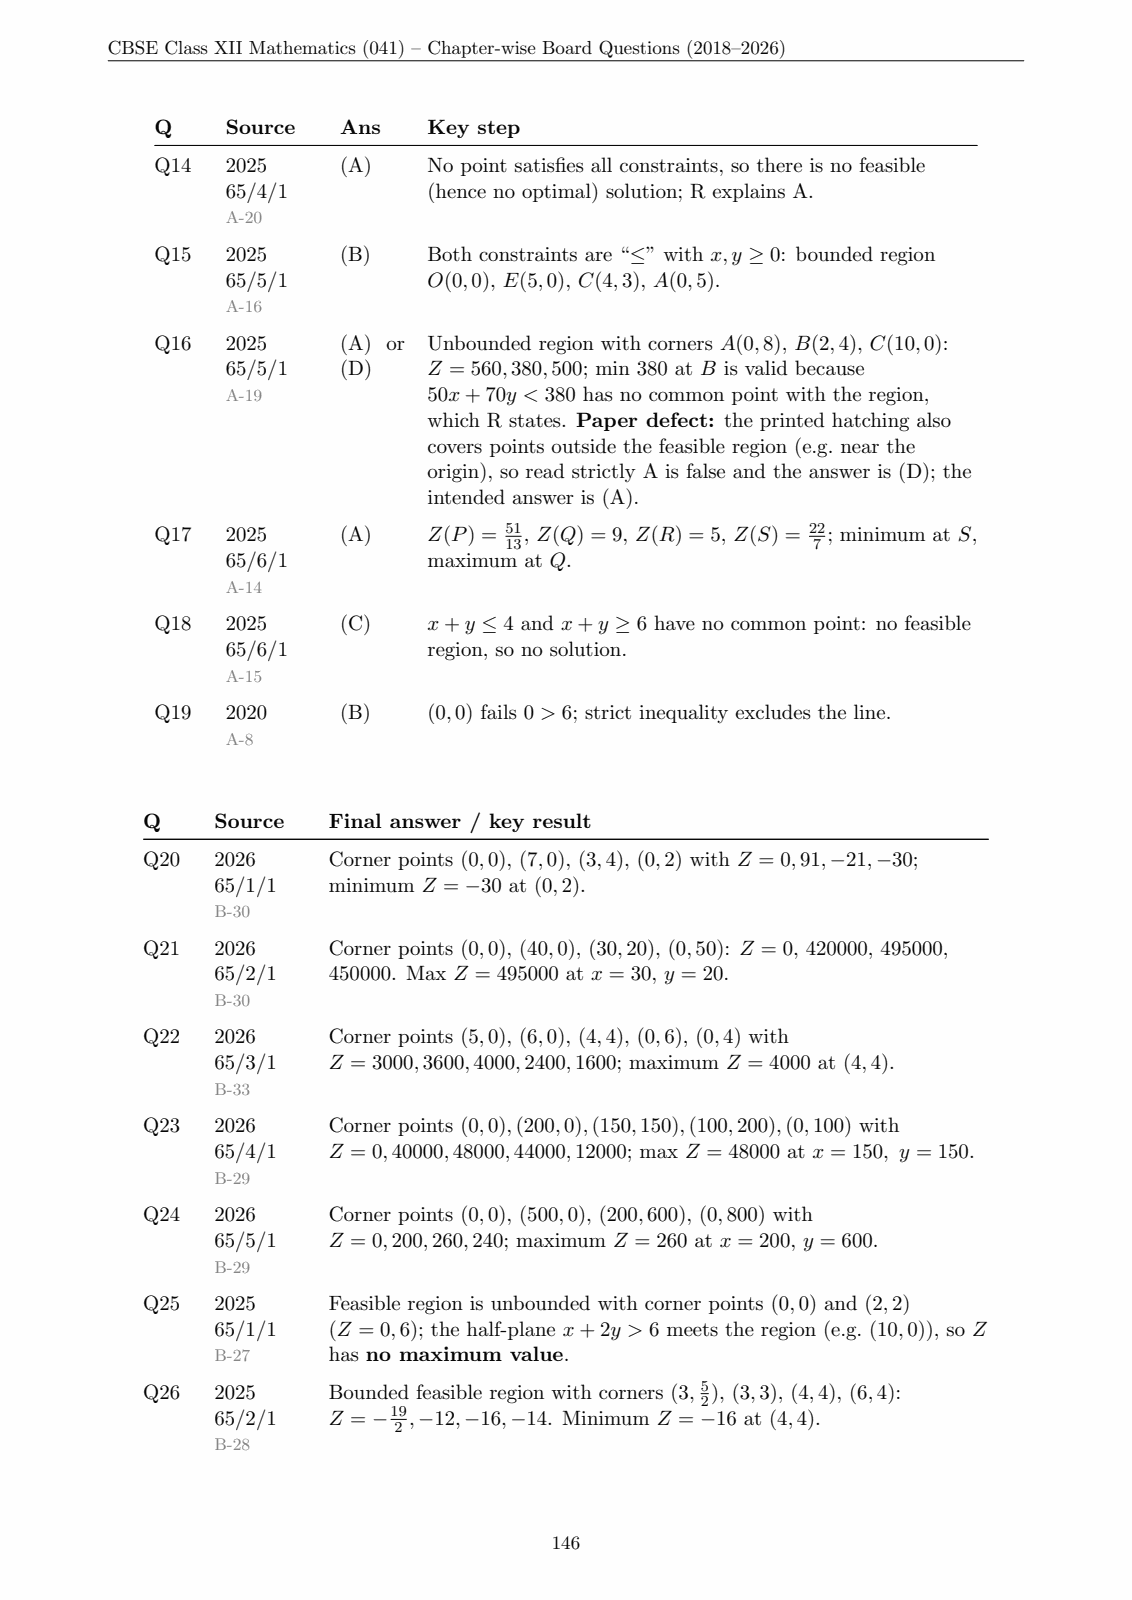 CBSE Class XII Mathematics (041) – Chapter-wise Board Questions (2018–2026)
Q Source Ans Key step
Q14 2025 (A) No point satisfies all constraints, so there is no feasible
65/4/1 (hence no optimal) solution; R explains A.
A-20
Q15 2025 (B) Both constraints are “≤” with x, y ≥ 0: bounded region
65/5/1 O(0, 0), E(5, 0), C(4, 3), A(0, 5).
A-16
Q16 2025 (A) or Unbounded region with corners A(0, 8), B(2, 4), C(10, 0):
65/5/1 (D) Z = 560, 380, 500; min 380 at B is valid because
A-19 50x + 70y < 380 has no common point with the region,
which R states. Paper defect: the printed hatching also
covers points outside the feasible region (e.g. near the
origin), so read strictly A is false and the answer is (D); the
intended answer is (A).
Q17 2025 (A) Z(P) = 51/13, Z(Q) = 9, Z(R) = 5, Z(S) = 22/7; minimum at S,
65/6/1 maximum at Q.
A-14
Q18 2025 (C) x + y ≤ 4 and x + y ≥ 6 have no common point: no feasible
65/6/1 region, so no solution.
A-15
Q19 2020 (B) (0, 0) fails 0 > 6; strict inequality excludes the line.
A-8
Q Source Final answer / key result
Q20 2026 Corner points (0, 0), (7, 0), (3, 4), (0, 2) with Z = 0, 91, −21, −30;
65/1/1 minimum Z = −30 at (0, 2).
B-30
Q21 2026 Corner points (0, 0), (40, 0), (30, 20), (0, 50): Z = 0, 420000, 495000,
65/2/1 450000. Max Z = 495000 at x = 30, y = 20.
B-30
Q22 2026 Corner points (5, 0), (6, 0), (4, 4), (0, 6), (0, 4) with
65/3/1 Z = 3000, 3600, 4000, 2400, 1600; maximum Z = 4000 at (4, 4).
B-33
Q23 2026 Corner points (0, 0), (200, 0), (150, 150), (100, 200), (0, 100) with
65/4/1 Z = 0, 40000, 48000, 44000, 12000; max Z = 48000 at x = 150, y = 150.
B-29
Q24 2026 Corner points (0, 0), (500, 0), (200, 600), (0, 800) with
65/5/1 Z = 0, 200, 260, 240; maximum Z = 260 at x = 200, y = 600.
B-29
Q25 2025 Feasible region is unbounded with corner points (0, 0) and (2, 2)
65/1/1 (Z = 0, 6); the half-plane x + 2y > 6 meets the region (e.g. (10, 0)), so Z
B-27 has no maximum value.
Q26 2025 Bounded feasible region with corners (3, 5/2), (3, 3), (4, 4), (6, 4):
65/2/1 Z = −19/2, −12, −16, −14. Minimum Z = −16 at (4, 4).
B-28
146